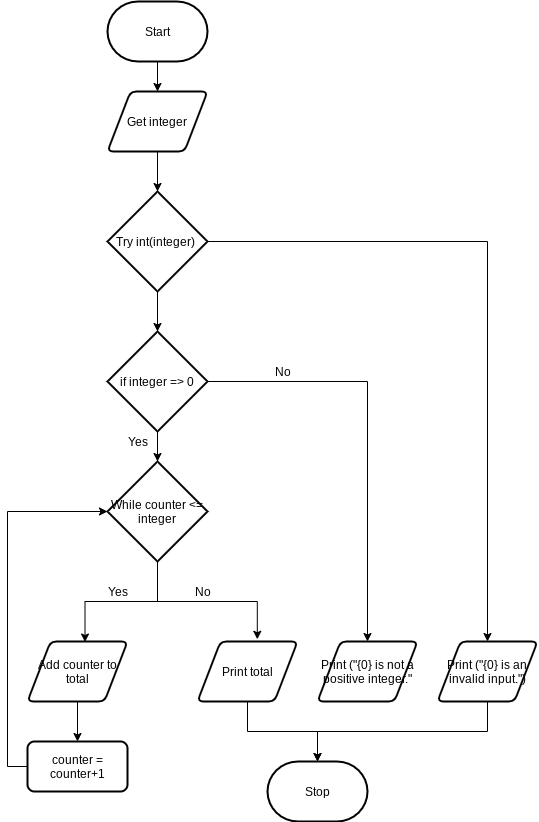 Start
Get integer
Try int(integer)
if integer => 0
No
Yes
While counter <=
integer
Yes
No
Add counter to
total
Print total
Print ("{0} is not a
positive integer."
Print ("{0} is an
invalid input.")
counter =
counter+1
Stop